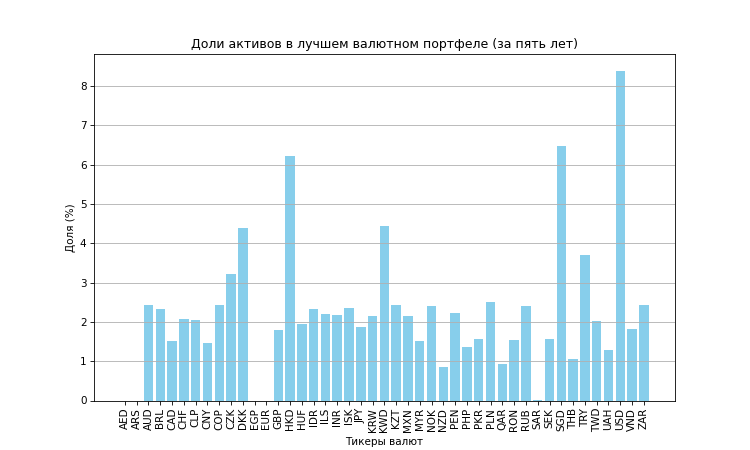 Доли активов в лучшем валютном портфеле (за пять лет)
Доля (%)
8
7
6
5
4
3
2
1
0
AED
ARS
AUD
BRL
CAD
CHF
CLP
CNY
COP
CZK
DKK
EGP
EUR
GBP
HKD
HUF
IDR
ILS
INR
ISK
JPY
KRW
KWD
KZT
MXN
MYR
NOK
NZD
PEN
PHP
PKR
PLN
QAR
RON
RUB
SAR
SEK
SGD
THB
TRY
TWD
UAH
USD
VND
ZAR
Тикеры валют